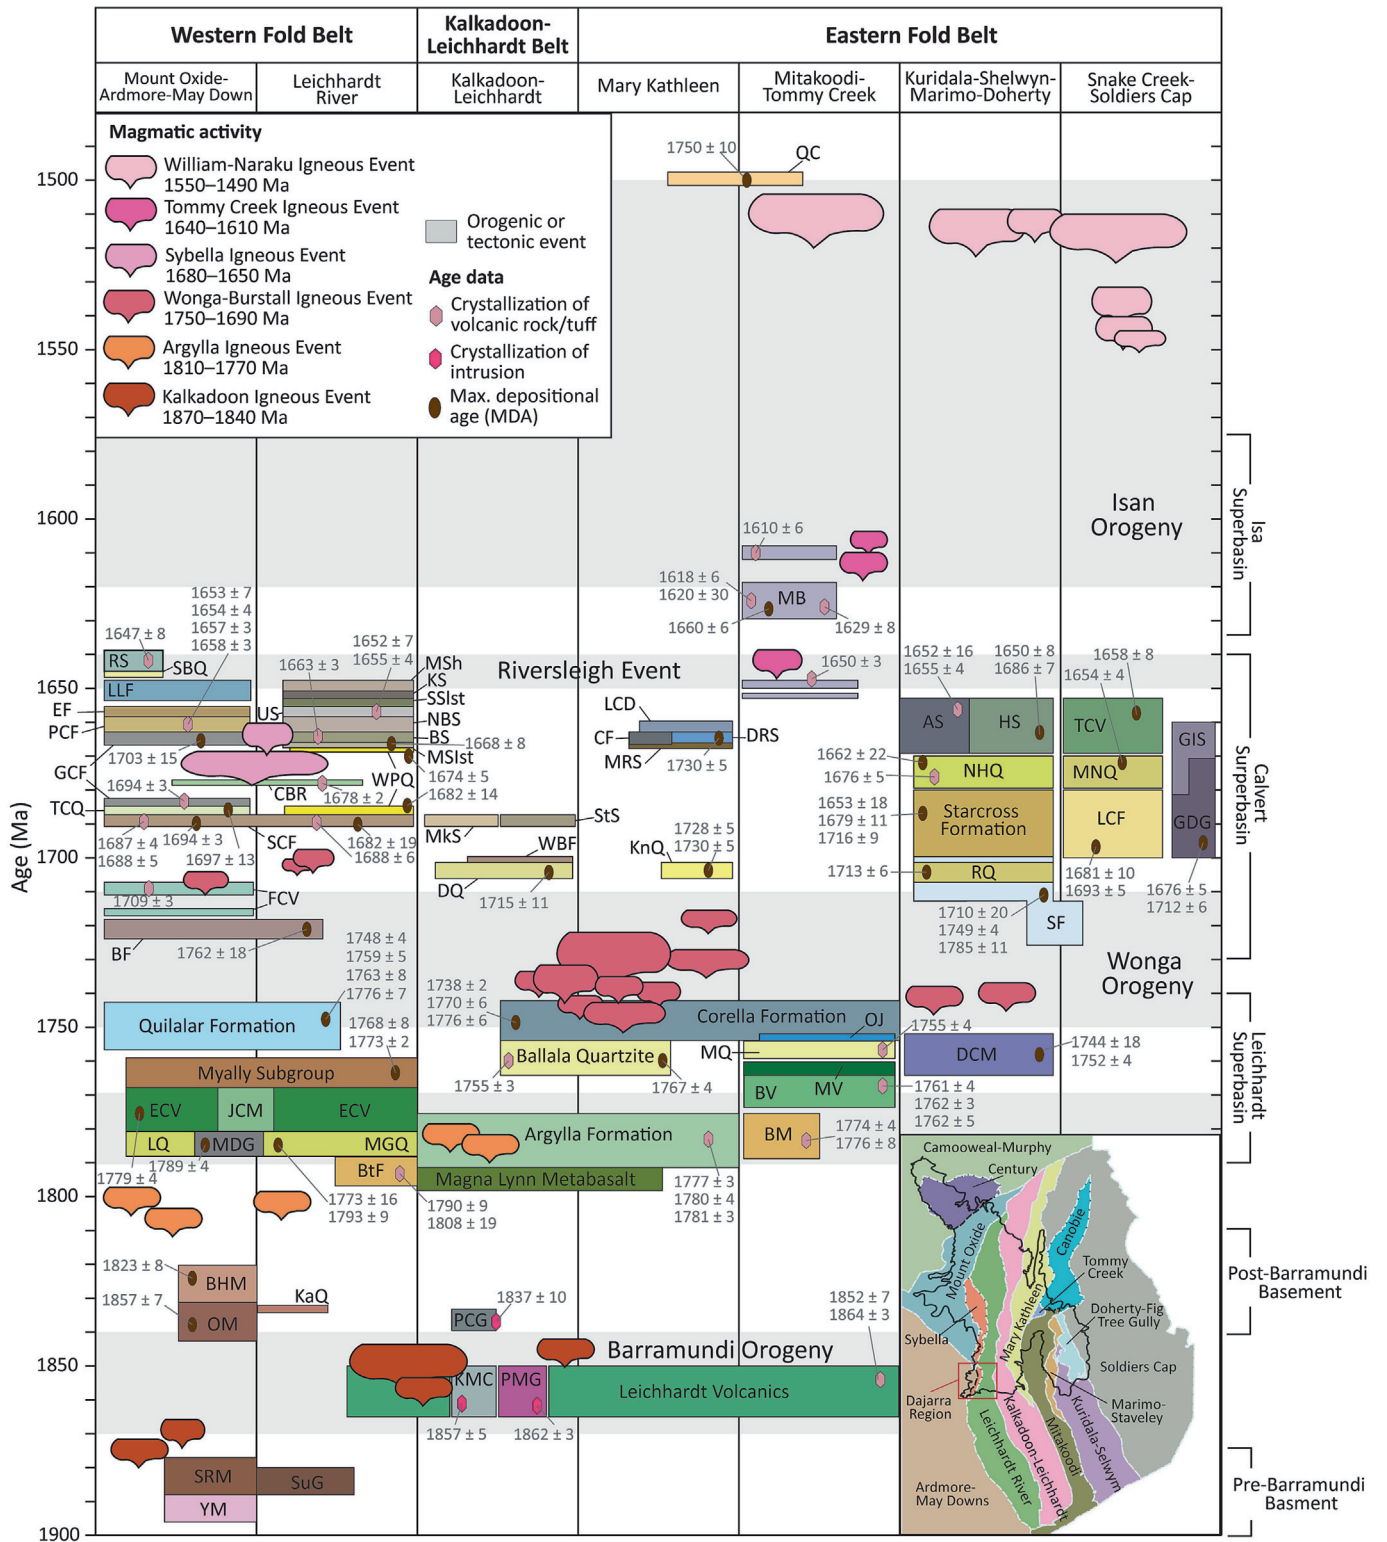 Western Fold Belt
Kalkadoon-
Leichhardt Belt
Eastern Fold Belt
Mount Oxide-
Ardmore-May Down
Leichhardt
River
Kalkadoon-
Leichhardt
Mary Kathleen
Mitakoodi-
Tommy Creek
Kuridala-Shelwyn-
Marimo-Doherty
Snake Creek-
Soldiers Cap
Magmatic activity
William-Naraku Igneous Event
1550–1490 Ma
Tommy Creek Igneous Event
1640–1610 Ma
Sybella Igneous Event
1680–1650 Ma
Wonga-Burstall Igneous Event
1750–1690 Ma
Argylla Igneous Event
1810–1770 Ma
Kalkadoon Igneous Event
1870–1840 Ma
Orogenic or
tectonic event
Age data
Crystallization of
volcanic rock/tuff
Crystallization of
intrusion
Max. depositional
age (MDA)
Age (Ma)
1500
1550
1600
1650
1700
1750
1800
1850
1900
1750 ± 10
QC
Isan
Orogeny
Isa
Superbasin
1610 ± 6
1618 ± 6
1620 ± 30
MB
1660 ± 6
1629 ± 8
1653 ± 7
1654 ± 4
1657 ± 3
1658 ± 3
1647 ± 8
RS
SBQ
LLF
EF
PCF
GCF
TCQ
1703 ± 15
1694 ± 3
1687 ± 4
1688 ± 5
1694 ± 3
1697 ± 13
SCF
1709 ± 3
FCV
BF
1762 ± 18
1652 ± 7
1655 ± 4
1663 ± 3
US
MSh
KS
SSlst
NBS
BS
MSlst
1668 ± 8
1674 ± 5
1682 ± 14
WPQ
CBR
1678 ± 2
1682 ± 19
1688 ± 6
Riversleigh Event
1650 ± 3
LCD
CF
DRS
MRS
1730 ± 5
MkS
StS
WBF
DQ
1715 ± 11
KnQ
1728 ± 5
1730 ± 5
1652 ± 16
1655 ± 4
1650 ± 8
1686 ± 7
AS
HS
1662 ± 22
1676 ± 5
NHQ
1653 ± 18
1679 ± 11
1716 ± 9
Starcross
Formation
1713 ± 6
RQ
1710 ± 20
1749 ± 4
1785 ± 11
SF
1658 ± 8
1654 ± 4
TCV
MNQ
LCF
1681 ± 10
1693 ± 5
GIS
GDG
1676 ± 5
1712 ± 6
Calvert
Surperbasin
Wonga
Orogeny
1748 ± 4
1759 ± 5
1763 ± 8
1776 ± 7
Quilalar Formation
1768 ± 8
1773 ± 2
Myally Subgroup
ECV
JCM
ECV
LQ
MDG
MGQ
1789 ± 4
1779 ± 4
BtF
1773 ± 16
1793 ± 9
1790 ± 9
1808 ± 19
1738 ± 2
1770 ± 6
1776 ± 6
Corella Formation
OJ
Ballala Quartzite
1755 ± 3
1767 ± 4
MQ
1755 ± 4
BV
MV
1761 ± 4
1762 ± 3
1762 ± 5
BM
1774 ± 4
1776 ± 8
Argylla Formation
Magna Lynn Metabasalt
1777 ± 3
1780 ± 4
1781 ± 3
DCM
1744 ± 18
1752 ± 4
Leichhardt
Superbasin
1823 ± 8
BHM
1857 ± 7
OM
KaQ
1837 ± 10
PCG
1852 ± 7
1864 ± 3
Barramundi Orogeny
KMC
PMG
Leichhardt Volcanics
1857 ± 5
1862 ± 3
SRM
SuG
YM
Post-Barramundi
Basement
Pre-Barramundi
Basment
Camooweal-Murphy
Century
Mount Oxide
Canobie
Tommy
Creek
Mary Kathleen
Doherty-Fig
Tree Gully
Sybella
Soldiers Cap
Dajarra
Region
Marimo-
Staveley
Leichhardt River
Kalkadoon-Leichhardt
Mitakoodi
Kuridala-Selwym
Ardmore-
May Downs